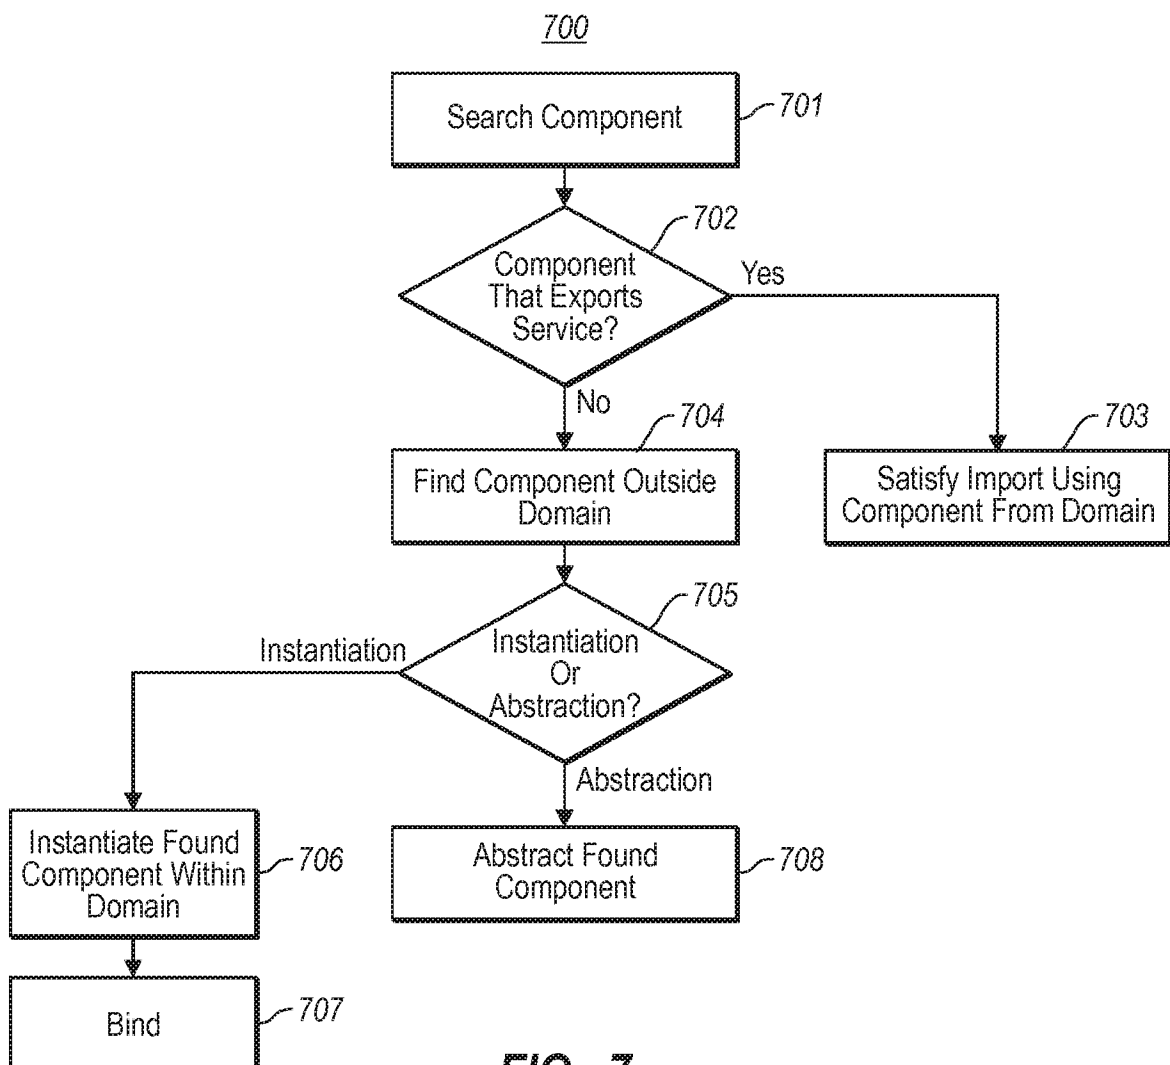 700
Search Component
701
702
Component
That Exports
Service?
Yes
No
704
703
Find Component Outside
Domain
Satisfy Import Using
Component From Domain
705
Instantiation
Instantiation
Or
Abstraction?
Abstraction
Instantiate Found
Component Within
Domain
706
Abstract Found
Component
708
Bind
707
FIG. 7